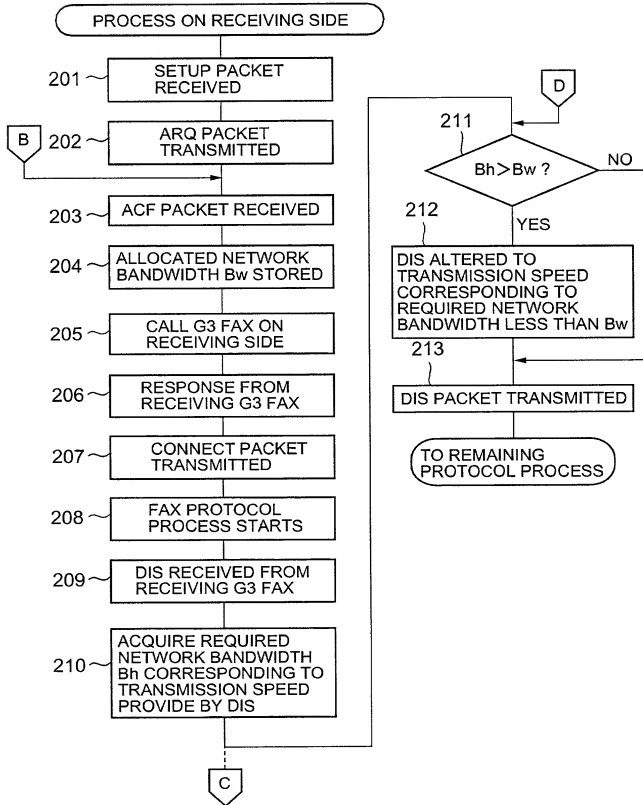 PROCESS ON RECEIVING SIDE
201
SETUP PACKET
RECEIVED
B
202
ARQ PACKET
TRANSMITTED
203
ACF PACKET RECEIVED
204
ALLOCATED NETWORK
BANDWIDTH Bw STORED
205
CALL G3 FAX ON
RECEIVING SIDE
206
RESPONSE FROM
RECEIVING G3 FAX
207
CONNECT PACKET
TRANSMITTED
208
FAX PROTOCOL
PROCESS STARTS
209
DIS RECEIVED FROM
RECEIVING G3 FAX
210
ACQUIRE REQUIRED
NETWORK BANDWIDTH
Bh CORRESPONDING TO
TRANSMISSION SPEED
PROVIDE BY DIS
C
D
211
Bh>Bw ?
NO
YES
212
DIS ALTERED TO
TRANSMISSION SPEED
CORRESPONDING TO
REQUIRED NETWORK
BANDWIDTH LESS THAN Bw
213
DIS PACKET TRANSMITTED
TO REMAINING
PROTOCOL PROCESS